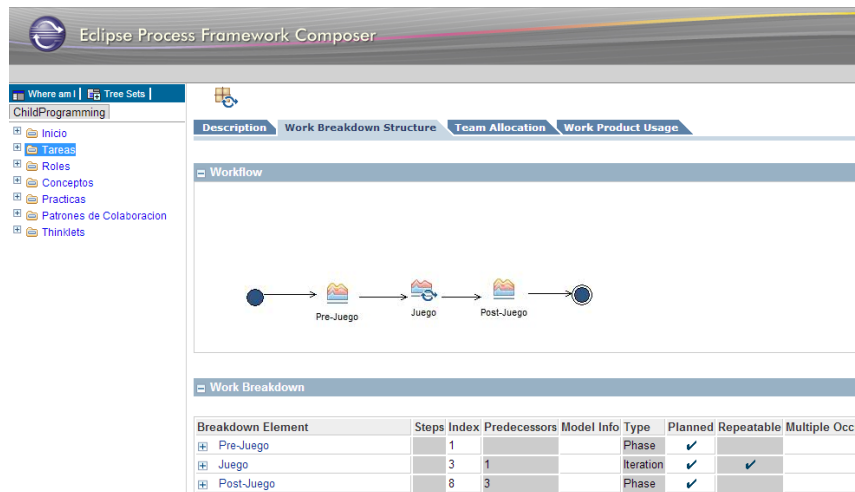 Eclipse Process Framework Composer
Where am I | Tree Sets |
ChildProgramming
Inicio
Tareas
Roles
Conceptos
Practicas
Patrones de Colaboracion
Thinklets
Description Work Breakdown Structure Team Allocation Work Product Usage
Workflow
Pre-Juego Juego Post-Juego
Work Breakdown
Breakdown Element Steps Index Predecessors Model Info Type Planned Repeatable Multiple Occ
Pre-Juego 1 Phase ✔
Juego 3 1 Iteration ✔ ✔
Post-Juego 8 3 Phase ✔